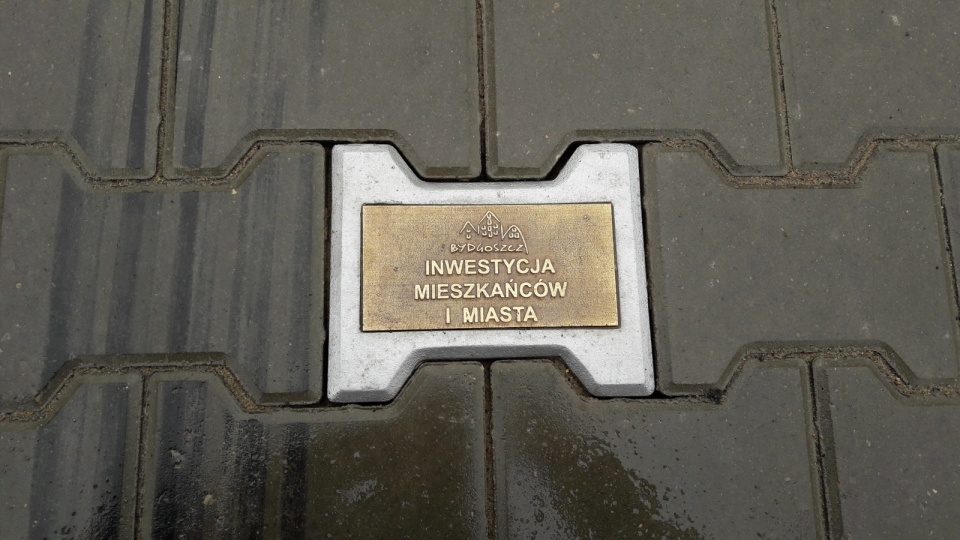 BYDGOSZCZ
INWESTYCJA
MIESZKAŃCÓW
I MIASTA